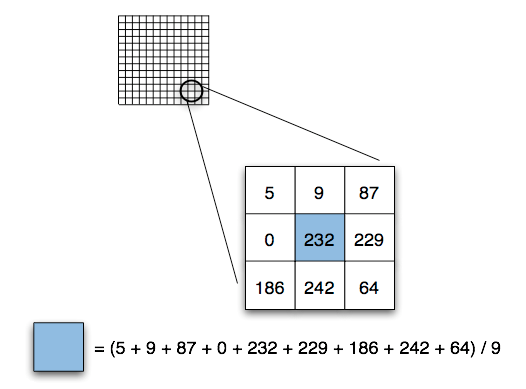 5 9 87
0 232 229
186 242 64
= (5 + 9 + 87 + 0 + 232 + 229 + 186 + 242 + 64) / 9